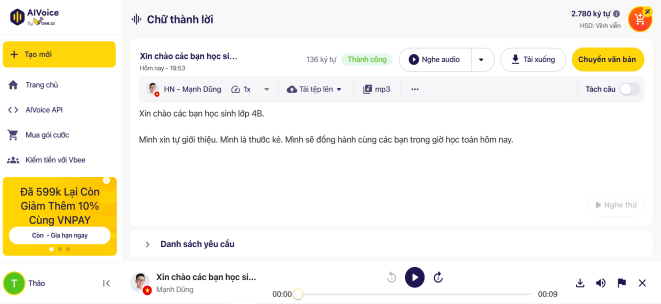 AIVoice
by Vbee.ai
Chữ thành lời
2.780 ký tự
HSD: Vĩnh viễn
+ Tạo mới
Trang chủ
AIVoice API
Mua gói cước
Kiếm tiền với Vbee
Đã 599k Lại Còn
Giảm Thêm 10%
Cùng VNPAY
Còn - Gia hạn ngay
T Thảo
Xin chào các bạn học si...
Hôm nay - 19:53
136 ký tự
Thành công
Nghe audio
Tải xuống
Chuyển văn bản
HN - Mạnh Dũng
1x
Tải tệp lên
mp3
Tách câu
Xin chào các bạn học sinh lớp 4B.
Mình xin tự giới thiệu. Mình là thước kẻ. Mình sẽ đồng hành cùng các bạn trong giờ học toán hôm nay.
Nghe thử
Danh sách yêu cầu
Xin chào các bạn học si...
Mạnh Dũng
00:00
00:09